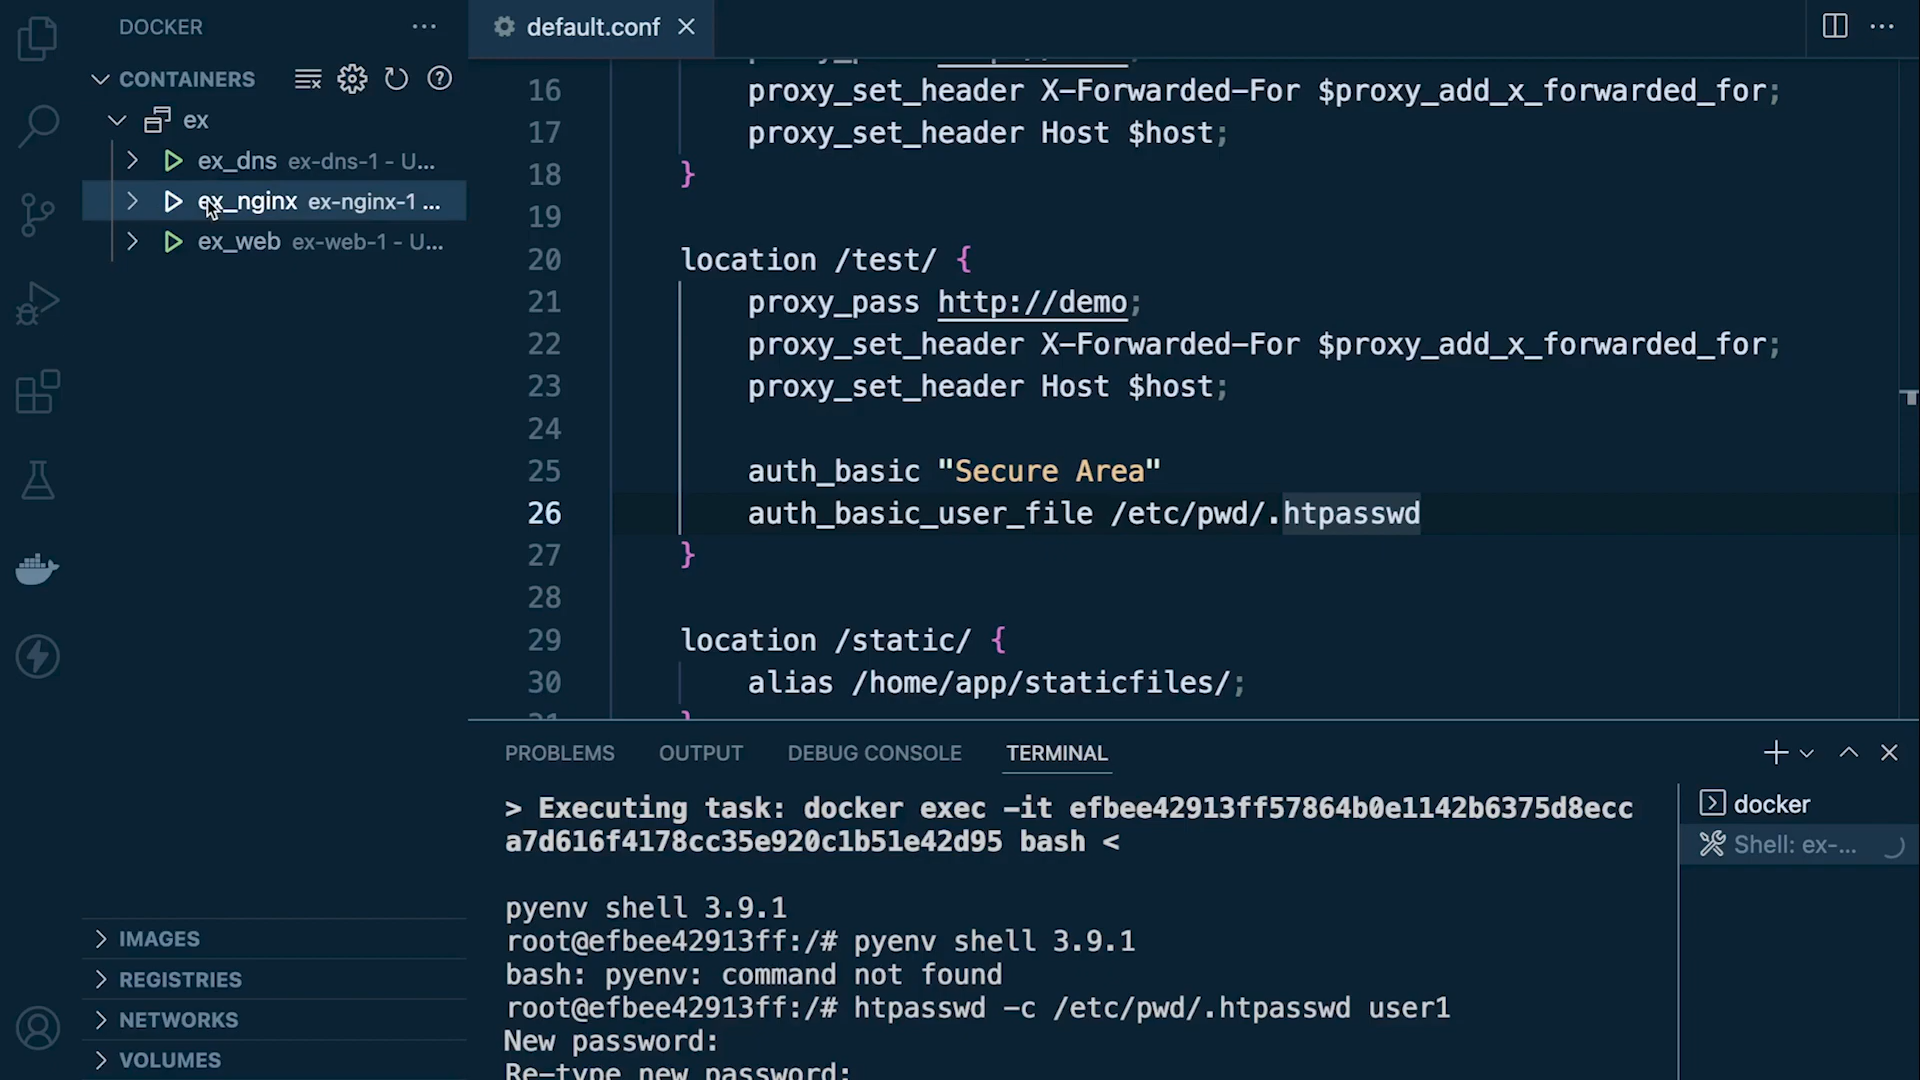 DOCKER
CONTAINERS
ex
ex_dns ex-dns-1 - U...
ex_nginx ex-nginx-1 ...
ex_web ex-web-1 - U...
IMAGES
REGISTRIES
NETWORKS
VOLUMES
default.conf
16 proxy_set_header X-Forwarded-For $proxy_add_x_forwarded_for;
17 proxy_set_header Host $host;
18 }
19
20 location /test/ {
21 proxy_pass http://demo;
22 proxy_set_header X-Forwarded-For $proxy_add_x_forwarded_for;
23 proxy_set_header Host $host;
24
25 auth_basic "Secure Area"
26 auth_basic_user_file /etc/pwd/.htpasswd
27 }
28
29 location /static/ {
30 alias /home/app/staticfiles/;
31 }
PROBLEMS OUTPUT DEBUG CONSOLE TERMINAL
> Executing task: docker exec -it efbee42913ff57864b0e1142b6375d8ecc
a7d616f4178cc35e920c1b51e42d95 bash <
pyenv shell 3.9.1
root@efbee42913ff:/# pyenv shell 3.9.1
bash: pyenv: command not found
root@efbee42913ff:/# htpasswd -c /etc/pwd/.htpasswd user1
New password:
Re-type new password:
docker
Shell: ex-...